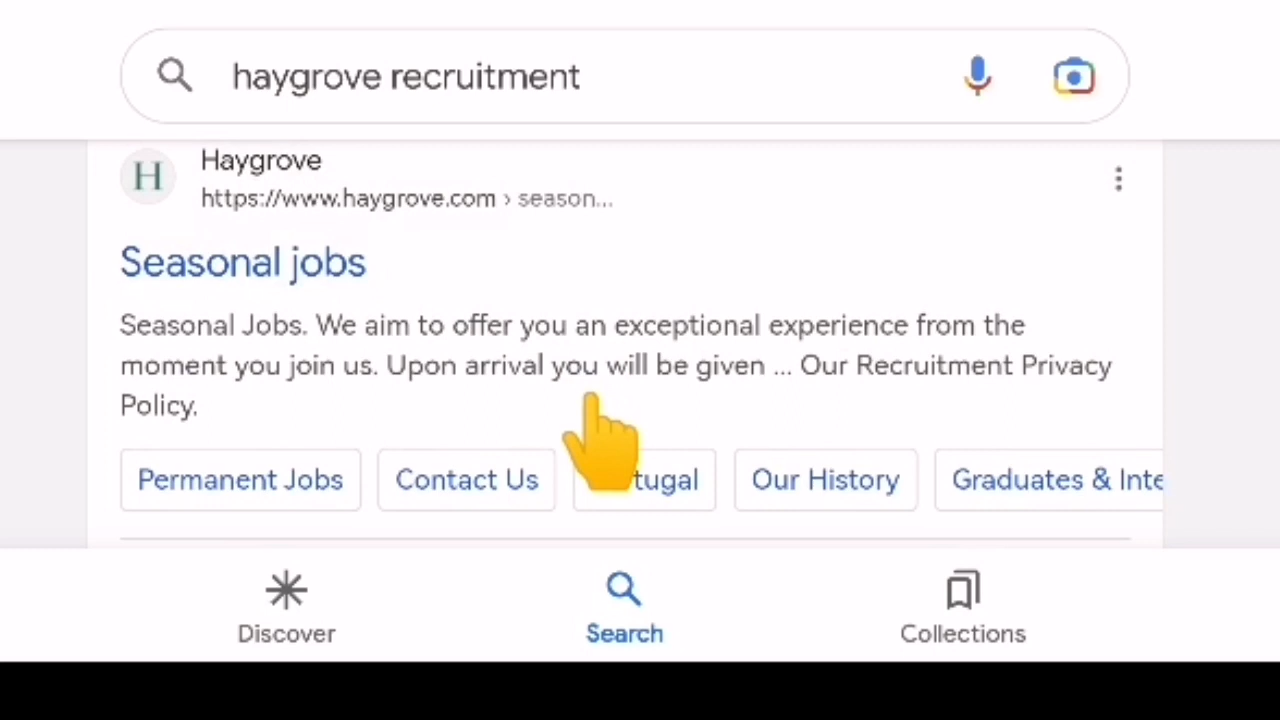 haygrove recruitment
H
Haygrove
https://www.haygrove.com › season...
Seasonal jobs
Seasonal Jobs. We aim to offer you an exceptional experience from the
moment you join us. Upon arrival you will be given ... Our Recruitment Privacy
Policy.
Permanent Jobs Contact Us tugal Our History Graduates & Inte
Discover Search Collections